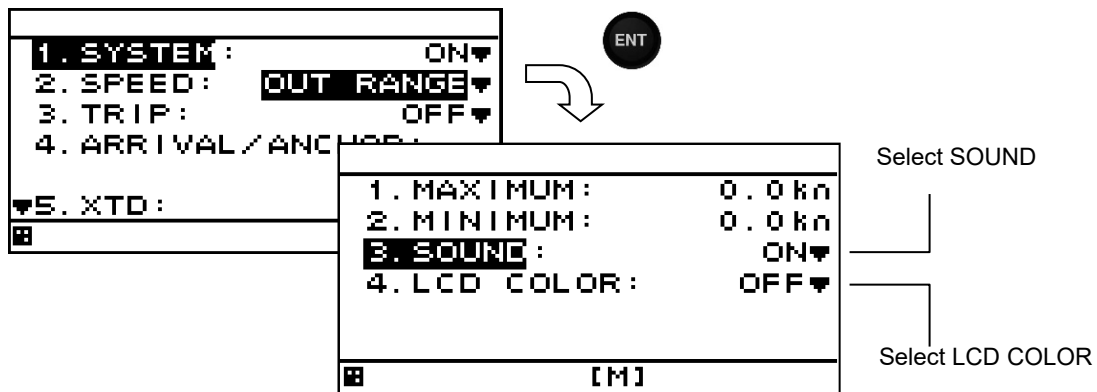 1.SYSTEM: ON▼
2.SPEED: OUT RANGE▼
3.TRIP: OFF▼
4.ARRIVAL/ANCHOR:
▼5.XTD:
ENT
1.MAXIMUM: 0.0kn
2.MINIMUM: 0.0kn
3.SOUND: ON▼
4.LCD COLOR: OFF▼
[M]
Select SOUND
Select LCD COLOR